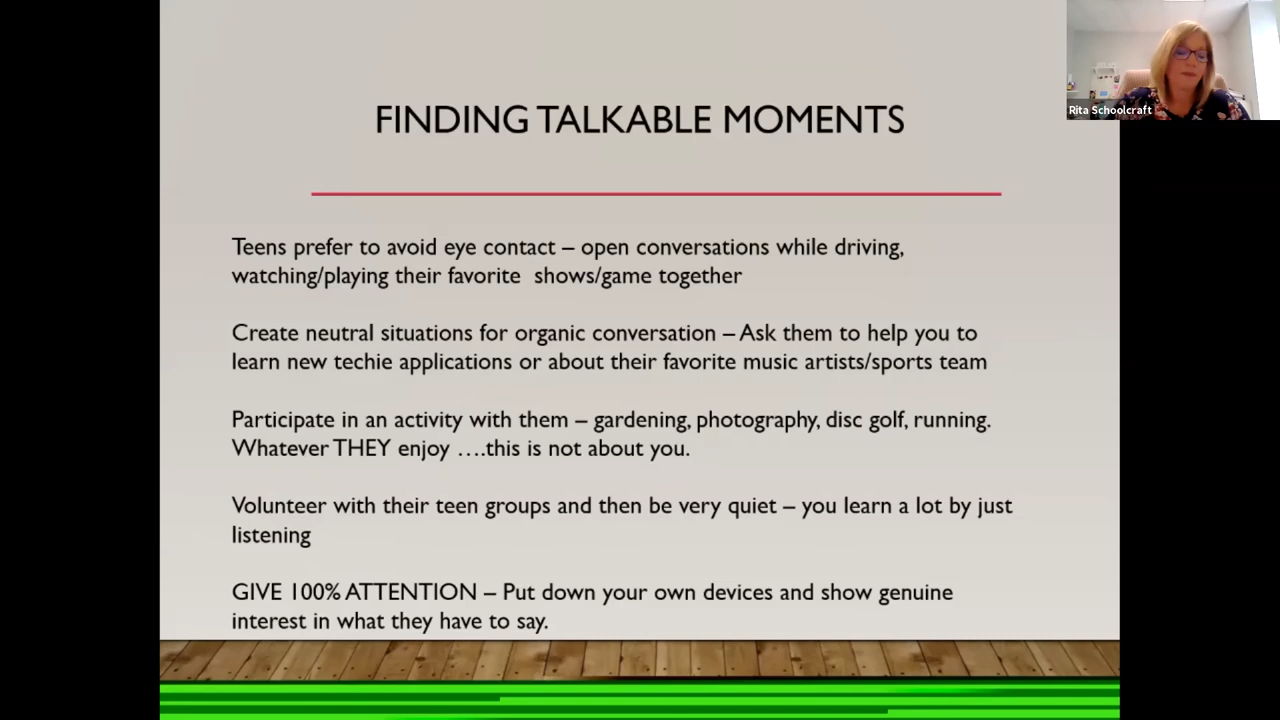 FINDING TALKABLE MOMENTS
Rita Schoolcraft
Teens prefer to avoid eye contact – open conversations while driving,
watching/playing their favorite  shows/game together
Create neutral situations for organic conversation – Ask them to help you to
learn new techie applications or about their favorite music artists/sports team
Participate in an activity with them – gardening, photography, disc golf, running.
Whatever THEY enjoy ….this is not about you.
Volunteer with their teen groups and then be very quiet – you learn a lot by just
listening
GIVE 100% ATTENTION – Put down your own devices and show genuine
interest in what they have to say.